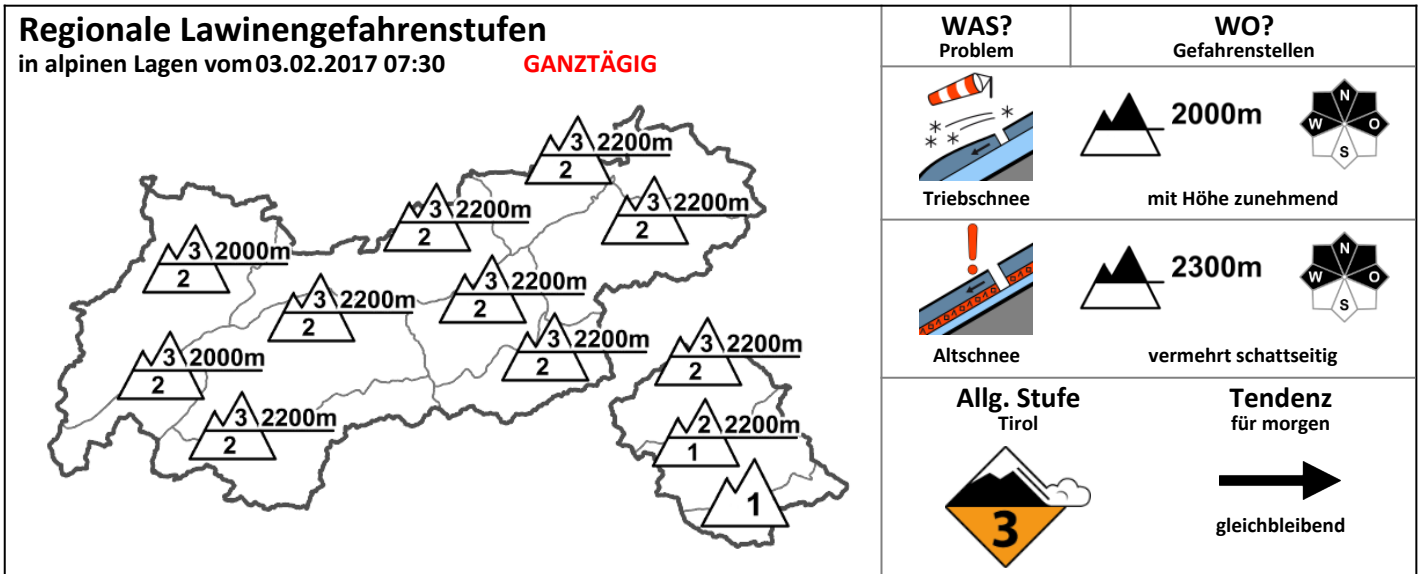 Regionale Lawinengefahrenstufen
in alpinen Lagen vom 03.02.2017 07:30 GANZTÄGIG
3 2200m
2
3 2200m
2
3 2200m
2
3 2000m
2
3 2200m
2
3 2200m
2
3 2000m
2
3 2200m
2
3 2200m
2
3 2200m
2
2 2200m
1
1
WAS?
Problem
WO?
Gefahrenstellen
2000m
N
W O
S
Triebschnee
mit Höhe zunehmend
2300m
N
W O
S
Altschnee
vermehrt schattseitig
Allg. Stufe
Tirol
3
Tendenz
für morgen
gleichbleibend